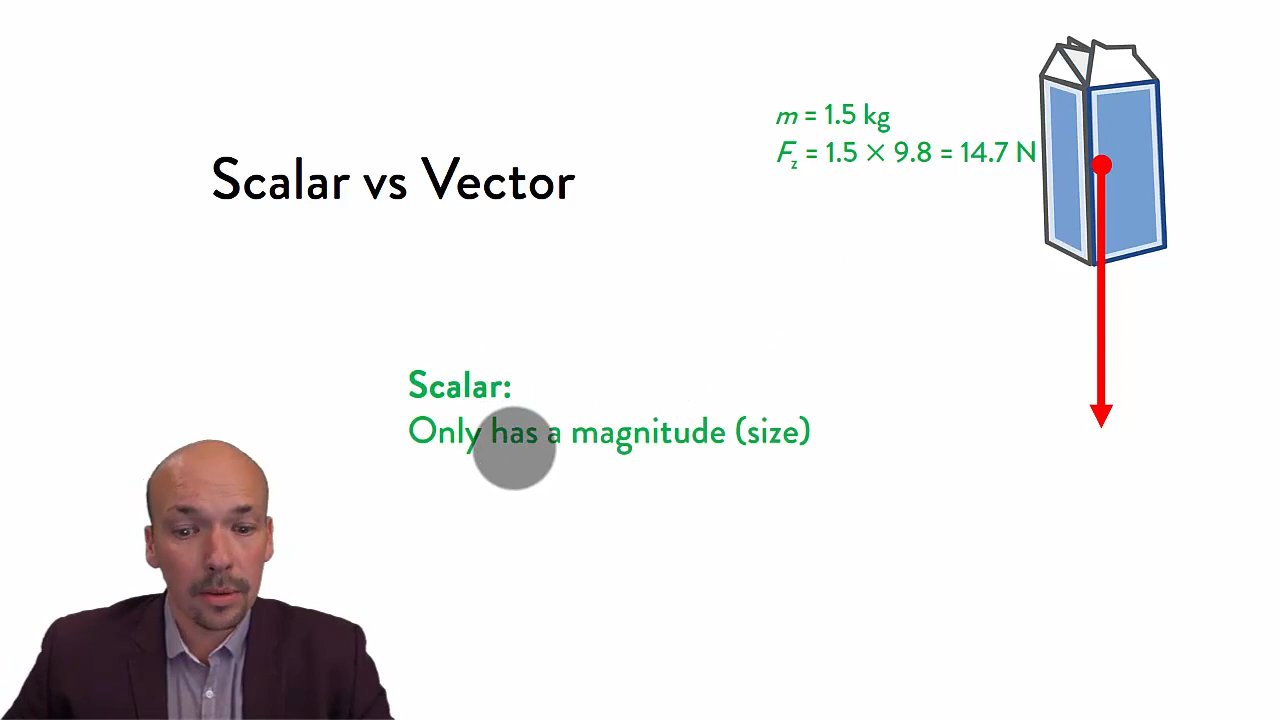 m = 1.5 kg
Fz = 1.5 × 9.8 = 14.7 N
Scalar vs Vector
Scalar:
Only has a magnitude (size)